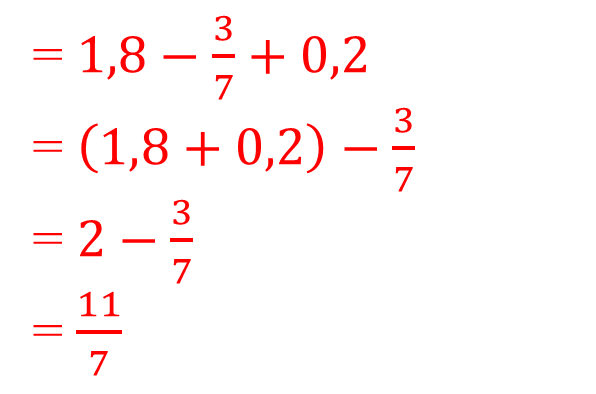 = 1,8 − 3/7 + 0,2
= (1,8 + 0,2) − 3/7
= 2 − 3/7
= 11/7